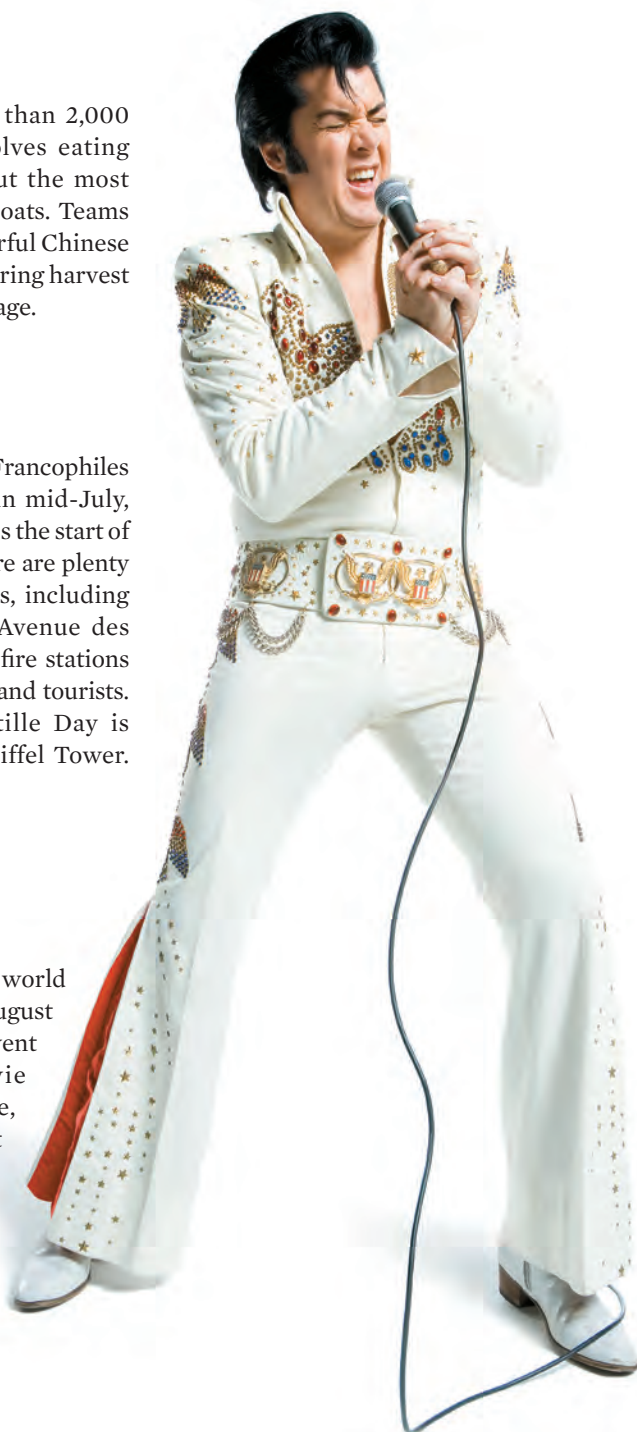 than 2,000
olves eating
ut the most
oats. Teams
rful Chinese
ring harvest
age.
Francophiles
n mid-July,
s the start of
re are plenty
s, including
Avenue des
fire stations
and tourists.
tille Day is
iffel Tower.
world
ugust
vent
vie
e,
t